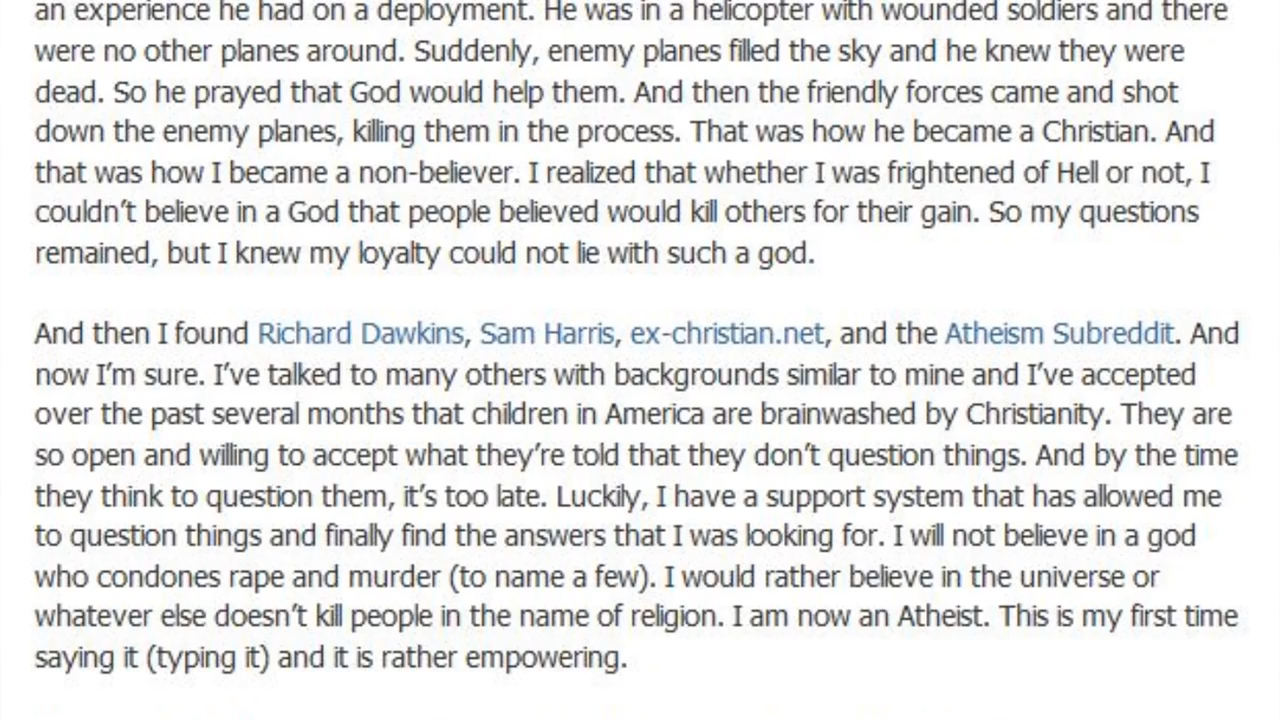 an experience he had on a deployment. He was in a helicopter with wounded soldiers and there
were no other planes around. Suddenly, enemy planes filled the sky and he knew they were
dead. So he prayed that God would help them. And then the friendly forces came and shot
down the enemy planes, killing them in the process. That was how he became a Christian. And
that was how I became a non-believer. I realized that whether I was frightened of Hell or not, I
couldn't believe in a God that people believed would kill others for their gain. So my questions
remained, but I knew my loyalty could not lie with such a god.
And then I found Richard Dawkins, Sam Harris, ex-christian.net, and the Atheism Subreddit. And
now I'm sure. I've talked to many others with backgrounds similar to mine and I've accepted
over the past several months that children in America are brainwashed by Christianity. They are
so open and willing to accept what they're told that they don't question things. And by the time
they think to question them, it's too late. Luckily, I have a support system that has allowed me
to question things and finally find the answers that I was looking for. I will not believe in a god
who condones rape and murder (to name a few). I would rather believe in the universe or
whatever else doesn't kill people in the name of religion. I am now an Atheist. This is my first time
saying it (typing it) and it is rather empowering.